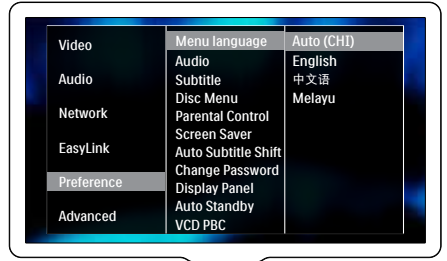 Video
Audio
Network
EasyLink
Preference
Advanced
Menu language
Audio
Subtitle
Disc Menu
Parental Control
Screen Saver
Auto Subtitle Shift
Change Password
Display Panel
Auto Standby
VCD PBC
Auto (CHI)
English
中文语
Melayu